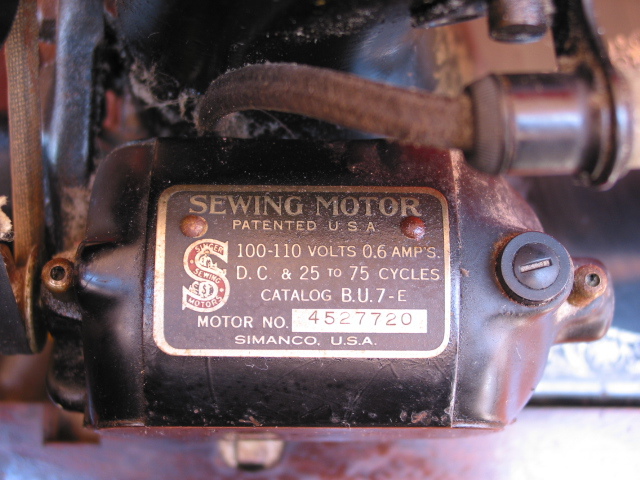 SEWING MOTOR
PATENTED U.S.A.
SINGER
SEWING
MOTORS
100-110 VOLTS 0.6 AMP'S.
D.C. & 25 TO 75 CYCLES
CATALOG B.U.7-E
MOTOR NO. 4527720
SIMANCO, U.S.A.